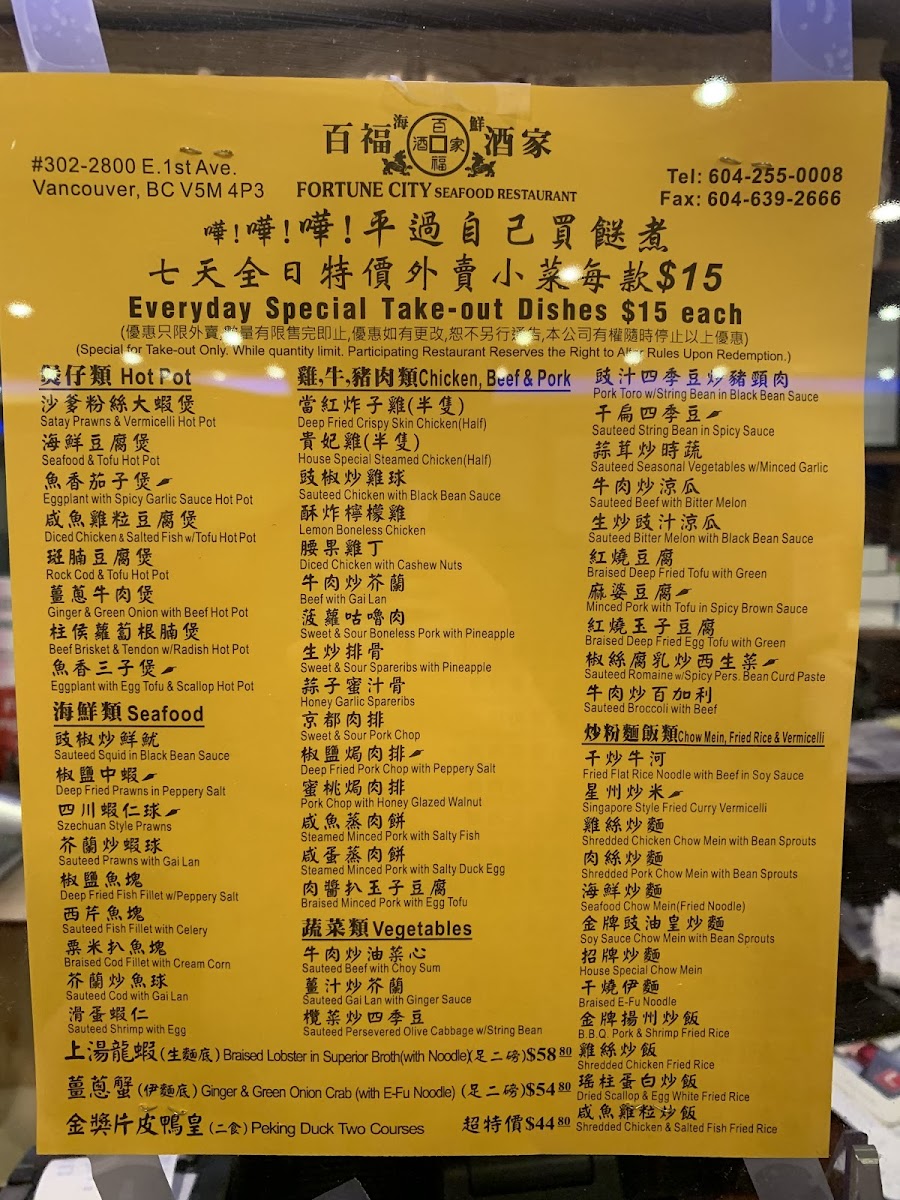 百福海鮮酒家
百家酒福
#302-2800 E.1st Ave.
Vancouver, BC V5M 4P3
FORTUNE CITY SEAFOOD RESTAURANT
Tel: 604-255-0008
Fax: 604-639-2666
嘩!嘩!嘩!平過自己買餸煮
七天全日特價外賣小菜每款$15
Everyday Special Take-out Dishes $15 each
(優惠只限外賣,數量有限售完即止,優惠如有更改,恕不另行通告,本公司有權隨時停止以上優惠)
(Special for Take-out Only. While quantity limit. Participating Restaurant Reserves the Right to Alter Rules Upon Redemption.)
煲仔類 Hot Pot
沙爹粉絲大蝦煲
Satay Prawns & Vermicelli Hot Pot
海鮮豆腐煲
Seafood & Tofu Hot Pot
魚香茄子煲
Eggplant with Spicy Garlic Sauce Hot Pot
咸魚雞粒豆腐煲
Diced Chicken & Salted Fish w/Tofu Hot Pot
斑腩豆腐煲
Rock Cod & Tofu Hot Pot
薑蔥牛肉煲
Ginger & Green Onion with Beef Hot Pot
柱侯蘿蔔根腩煲
Beef Brisket & Tendon w/Radish Hot Pot
魚香三子煲
Eggplant with Egg Tofu & Scallop Hot Pot
海鮮類 Seafood
豉椒炒鮮魷
Sauteed Squid in Black Bean Sauce
椒鹽中蝦
Deep Fried Prawns in Peppery Salt
四川蝦仁球
Szechuan Style Prawns
芥蘭炒蝦球
Sauteed Prawns with Gai Lan
椒鹽魚塊
Deep Fried Fish Fillet w/Peppery Salt
西芹魚塊
Sauteed Fish Fillet with Celery
粟米扒魚塊
Braised Cod Fillet with Cream Corn
芥蘭炒魚球
Sauteed Cod with Gai Lan
滑蛋蝦仁
Sauteed Shrimp with Egg
雞,牛,豬肉類Chicken, Beef & Pork
當紅炸子雞(半隻)
Deep Fried Crispy Skin Chicken(Half)
貴妃雞(半隻)
House Special Steamed Chicken(Half)
豉椒炒雞球
Sauteed Chicken with Black Bean Sauce
酥炸檸檬雞
Lemon Boneless Chicken
腰果雞丁
Diced Chicken with Cashew Nuts
牛肉炒芥蘭
Beef with Gai Lan
菠蘿咕嚕肉
Sweet & Sour Boneless Pork with Pineapple
生炒排骨
Sweet & Sour Spareribs with Pineapple
蒜子蜜汁骨
Honey Garlic Spareribs
京都肉排
Sweet & Sour Pork Chop
椒鹽焗肉排
Deep Fried Pork Chop with Peppery Salt
蜜桃焗肉排
Pork Chop with Honey Glazed Walnut
咸魚蒸肉餅
Steamed Minced Pork with Salty Fish
咸蛋蒸肉餅
Steamed Minced Pork with Salty Duck Egg
肉醬扒玉子豆腐
Braised Minced Pork with Egg Tofu
蔬菜類 Vegetables
牛肉炒油菜心
Sauteed Beef with Choy Sum
薑汁炒芥蘭
Sauteed Gai Lan with Ginger Sauce
欖菜炒四季豆
Sauteed Persevered Olive Cabbage w/String Bean
豉汁四季豆炒豬頸肉
Pork Toro w/String Bean in Black Bean Sauce
干扁四季豆
Sauteed String Bean in Spicy Sauce
蒜茸炒時蔬
Sauteed Seasonal Vegetables w/Minced Garlic
牛肉炒涼瓜
Sauteed Beef with Bitter Melon
生炒豉汁涼瓜
Sauteed Bitter Melon with Black Bean Sauce
紅燒豆腐
Braised Deep Fried Tofu with Green
麻婆豆腐
Minced Pork with Tofu in Spicy Brown Sauce
紅燒玉子豆腐
Braised Deep Fried Egg Tofu with Green
椒絲腐乳炒西生菜
Sauteed Romaine w/Spicy Pers. Bean Curd Paste
牛肉炒百加利
Sauteed Broccoli with Beef
炒粉麵飯類Chow Mein, Fried Rice & Vermicelli
干炒牛河
Fried Flat Rice Noodle with Beef in Soy Sauce
星州炒米
Singapore Style Fried Curry Vermicelli
雞絲炒麵
Shredded Chicken Chow Mein with Bean Sprouts
肉絲炒麵
Shredded Pork Chow Mein with Bean Sprouts
海鮮炒麵
Seafood Chow Mein(Fried Noodle)
金牌豉油皇炒麵
Soy Sauce Chow Mein with Bean Sprouts
招牌炒麵
House Special Chow Mein
干燒伊麵
Braised E-Fu Noodle
金牌揚州炒飯
B.B.Q. Pork & Shrimp Fried Rice
雞絲炒飯
Shredded Chicken Fried Rice
瑤柱蛋白炒飯
Dried Scallop & Egg White Fried Rice
咸魚雞粒炒飯
Shredded Chicken & Salted Fish Fried Rice
上湯龍蝦(生麵底) Braised Lobster in Superior Broth(with Noodle)(足二磅)$58.80
薑蔥蟹(伊麵底) Ginger & Green Onion Crab (with E-Fu Noodle) (足二磅)$54.80
金獎片皮鴨皇(二食) Peking Duck Two Courses 超特價$44.80